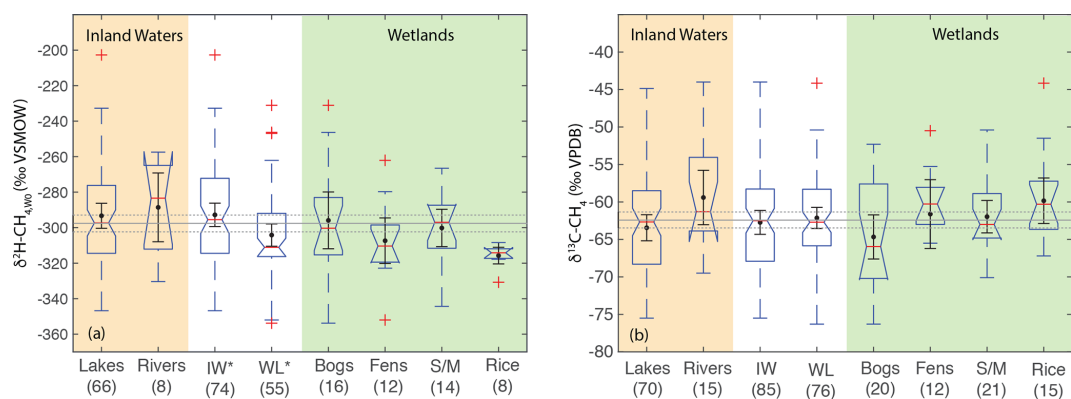 Inland Waters
Wetlands
-200
-220
-240
-260
-280
-300
-320
-340
-360
δ²H-CH₄,W₀ (‰ VSMOW)
(a)
Lakes Rivers IW* WL* Bogs Fens S/M Rice
(66) (8) (74) (55) (16) (12) (14) (8)
Inland Waters
Wetlands
-40
-45
-50
-55
-60
-65
-70
-75
-80
δ¹³C-CH₄ (‰ VPDB)
(b)
Lakes Rivers IW WL Bogs Fens S/M Rice
(70) (15) (85) (76) (20) (12) (21) (15)